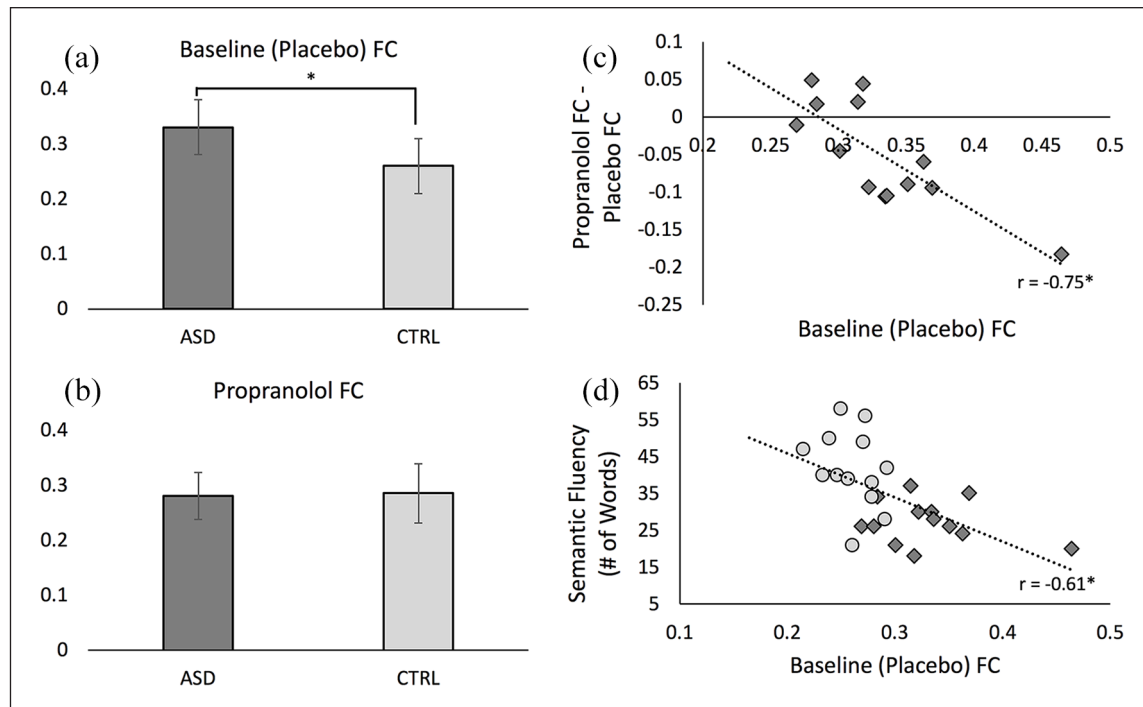 (a)
Baseline (Placebo) FC
*
0.4
0.3
0.2
0.1
0
ASD CTRL
(b)
Propranolol FC
0.4
0.3
0.2
0.1
0
ASD CTRL
(c)
Propranolol FC -
Placebo FC
0.1
0.05
0
-0.05
-0.1
-0.15
-0.2
-0.25
0.2 0.25 0.3 0.35 0.4 0.45 0.5
r = -0.75*
Baseline (Placebo) FC
(d)
Semantic Fluency
(# of Words)
65
55
45
35
25
15
5
r = -0.61*
0.1 0.2 0.3 0.4 0.5
Baseline (Placebo) FC